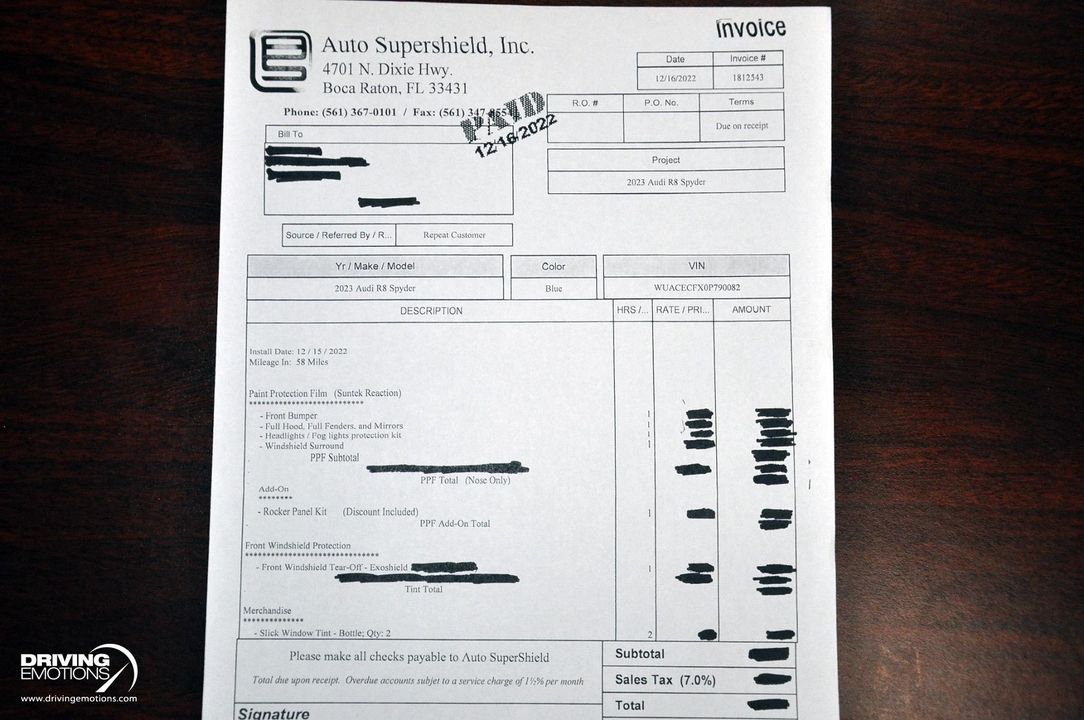 Invoice
Auto Supershield, Inc.
4701 N. Dixie Hwy.
Boca Raton, FL 33431
Phone: (561) 367-0101 / Fax: (561)
PAID
12/16/2022
Date Invoice #
12/16/2022 1812543
R.O. # P.O. No. Terms
Due on receipt
Bill To
Project
2023 Audi R8 Spyder
Source / Referred By / R... Repeat Customer
Yr / Make / Model Color VIN
2023 Audi R8 Spyder Blue WUACECFX0P790082
DESCRIPTION HRS /... RATE / PRI... AMOUNT
Install Date: 12 / 15 / 2022
Mileage In: 58 Miles
Paint Protection Film (Suntek Reaction)
***************************
- Front Bumper 1
- Full Hood, Full Fenders, and Mirrors 1
- Headlights / Fog lights protection kit 1
- Windshield Surround 1
PPF Subtotal
PPF Total (Nose Only)
Add-On
********
- Rocker Panel Kit (Discount Included) 1
PPF Add-On Total
Front Windshield Protection
*******************************
- Front Windshield Tear-Off - Exoshield 1
Tint Total
Merchandise
**************
- Slick Window Tint - Bottle; Qty: 2 2
Please make all checks payable to Auto SuperShield
Total due upon receipt. Overdue accounts subjet to a service charge of 1½% per month
Subtotal
Sales Tax (7.0%)
Total
Signature
DRIVING
EMOTIONS
www.drivingemotions.com